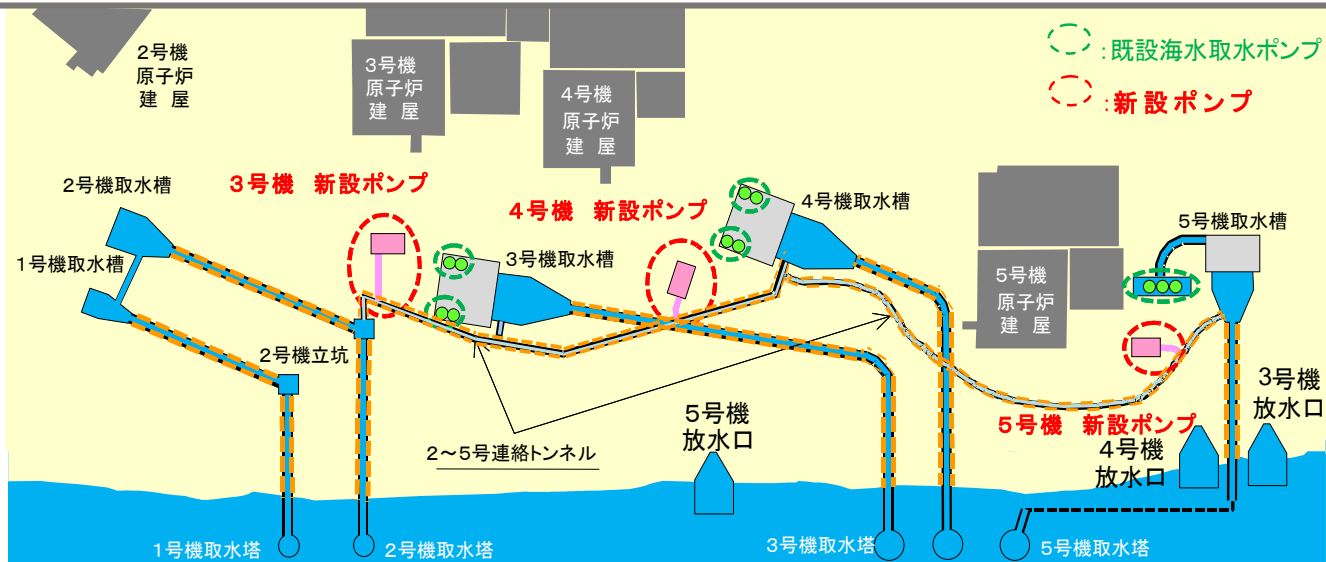 2号機
原子炉
建 屋
3号機
原子炉
建 屋
4号機
原子炉
建 屋
:既設海水取水ポンプ
:新設ポンプ
2号機取水槽
3号機 新設ポンプ
4号機 新設ポンプ
4号機取水槽
5号機取水槽
1号機取水槽
3号機取水槽
5号機
原子炉
建 屋
2号機立坑
5号機
放水口
5号機 新設ポンプ
3号機
放水口
4号機
放水口
2~5号連絡トンネル
1号機取水塔
2号機取水塔
3号機取水塔
5号機取水塔